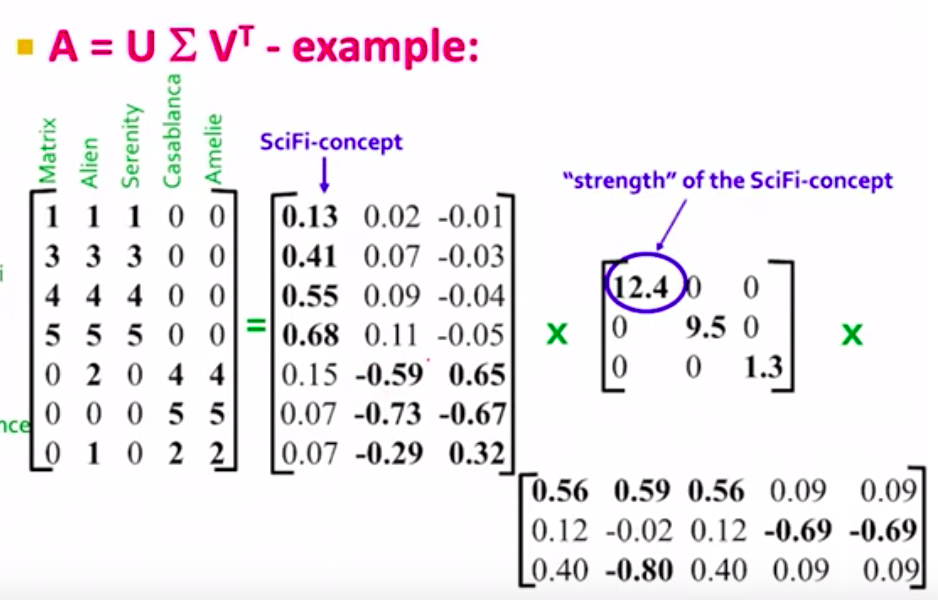 A = U Σ Vᵀ - example:
Matrix
Alien
Serenity
Casablanca
Amelie
SciFi-concept
"strength" of the SciFi-concept
1 1 1 0 0
3 3 3 0 0
4 4 4 0 0
5 5 5 0 0
0 2 0 4 4
0 0 0 5 5
0 1 0 2 2
=
0.13 0.02 -0.01
0.41 0.07 -0.03
0.55 0.09 -0.04
0.68 0.11 -0.05
0.15 -0.59 0.65
0.07 -0.73 -0.67
0.07 -0.29 0.32
x
12.4 0 0
0 9.5 0
0 0 1.3
x
0.56 0.59 0.56 0.09 0.09
0.12 -0.02 0.12 -0.69 -0.69
0.40 -0.80 0.40 0.09 0.09